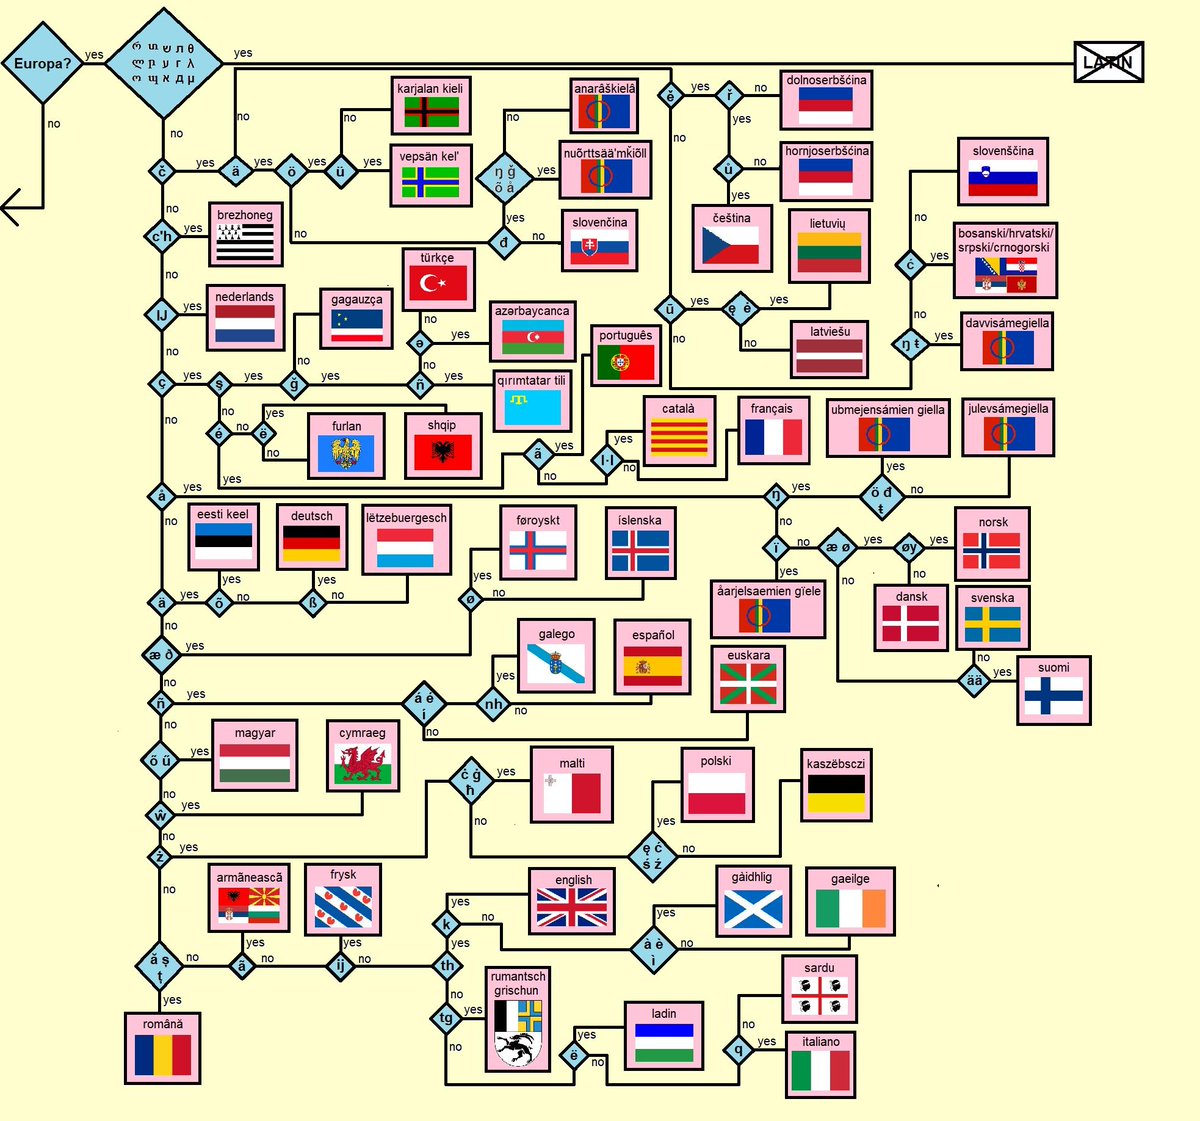 Europa?
yes
რ տ ש ת θ
ლ ը ע г λ
ო պ א д μ
yes
LATIN
no
no
no
č
yes
ä
yes
ö
yes
ü
yes
no
karjalan kieli
vepsän kel'
anarâškielâ
no
ŋ ǧ
õ â
yes
nuõrttsää'mǩiõll
yes
đ
no
slovenčina
no
ě
yes
ř
no
dolnoserbšćina
yes
ů
no
hornjoserbšćina
yes
čeština
no
ū
yes
ę ė
yes
lietuvių
no
latviešu
no
slovenščina
no
ć
yes
bosanski/hrvatski/
srpski/crnogorski
no
ŋ ŧ
yes
davvisámegiella
no
c'h
yes
brezhoneg
no
IJ
yes
nederlands
no
ç
yes
ş
yes
ğ
yes
ñ
yes
qırımtatar tili
no
gagauzça
no
ə
yes
azərbaycanca
no
türkçe
no
é
no
ë
yes
shqip
no
furlan
yes
ã
yes
português
no
l·l
yes
català
no
français
no
å
yes
ŋ
yes
ö đ
ŧ
yes
ubmejensámien giella
no
julevsámegiella
no
ï
no
æ ø
yes
øy
yes
norsk
no
dansk
yes
åarjelsaemien gïele
no
ää
no
svenska
yes
suomi
no
ä
yes
õ
yes
eesti keel
no
ß
yes
deutsch
no
lëtzebuergesch
no
æ ð
yes
ø
yes
føroyskt
no
íslenska
no
ñ
yes
á é
í
nh
yes
galego
no
español
no
euskara
no
õ ű
yes
magyar
no
ŵ
yes
cymraeg
no
ż
yes
ċ ġ
ħ
yes
malti
no
ę ć
ś ź
yes
polski
no
kaszëbsczi
no
ă ș
ț
yes
română
no
ã
yes
armãneascã
no
ij
yes
frysk
no
th
yes
k
yes
english
no
à è
ì
yes
gàidhlig
no
gaeilge
no
tg
yes
rumantsch
grischun
no
ë
yes
ladin
no
q
no
sardu
yes
italiano